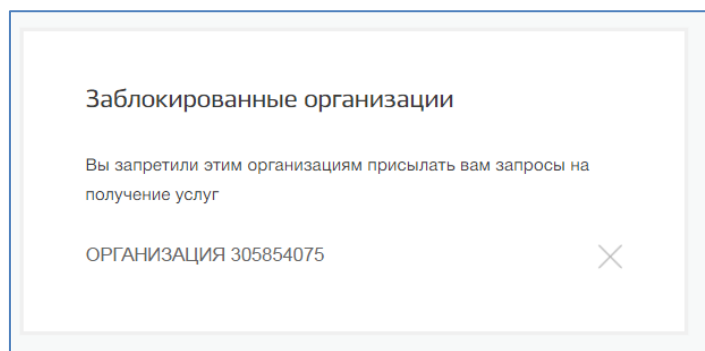 Заблокированные организации
Вы запретили этим организациям присылать вам запросы на
получение услуг
ОРГАНИЗАЦИЯ 305854075